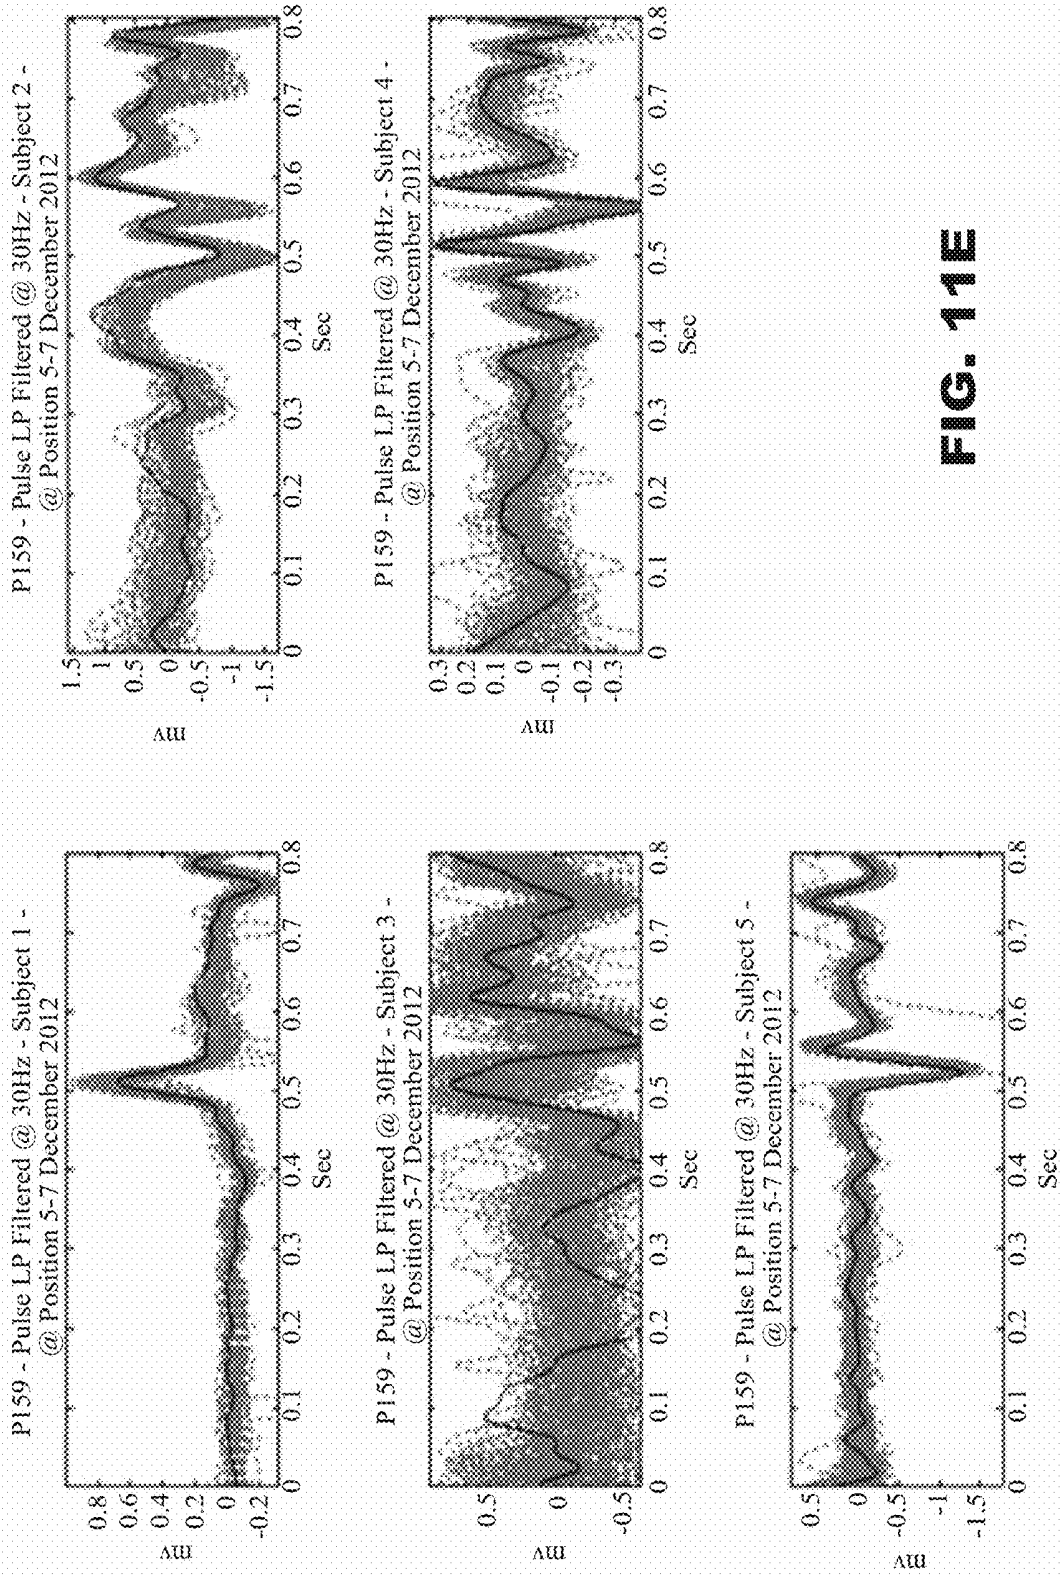 P159 - Pulse LP Filtered @ 30Hz - Subject 1 -
@ Position 5-7 December 2012
mv
0.8
0.6
0.4
0.2
0
-0.2
0 0.1 0.2 0.3 0.4 0.5 0.6 0.7 0.8
Sec
P159 - Pulse LP Filtered @ 30Hz - Subject 2 -
@ Position 5-7 December 2012
mv
1.5
1
0.5
0
-0.5
-1
-1.5
0 0.1 0.2 0.3 0.4 0.5 0.6 0.7 0.8
Sec
P159 - Pulse LP Filtered @ 30Hz - Subject 3 -
@ Position 5-7 December 2012
mv
0.5
0
-0.5
0 0.1 0.2 0.3 0.4 0.5 0.6 0.7 0.8
Sec
P159 - Pulse LP Filtered @ 30Hz - Subject 4 -
@ Position 5-7 December 2012
mv
0.3
0.2
0.1
0
-0.1
-0.2
-0.3
0 0.1 0.2 0.3 0.4 0.5 0.6 0.7 0.8
Sec
P159 - Pulse LP Filtered @ 30Hz - Subject 5 -
@ Position 5-7 December 2012
mv
0.5
0
-0.5
-1
-1.5
0 0.1 0.2 0.3 0.4 0.5 0.6 0.7 0.8
Sec
FIG. 11E